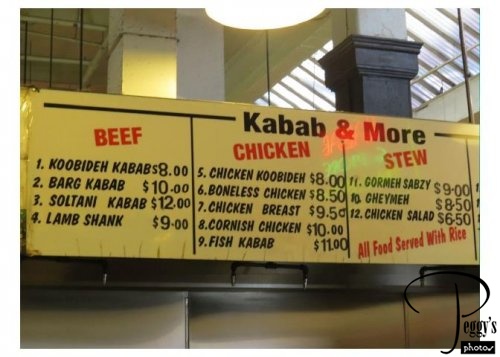 Kabab & More
BEEF
1. KOOBIDEH KABAB $8.00
2. BARG KABAB $10.00
3. SOLTANI KABAB $12.00
4. LAMB SHANK $9.00
CHICKEN
5. CHICKEN KOOBIDEH $8.00
6. BONELESS CHICKEN $8.50
7. CHICKEN BREAST $9.50
8. CORNISH CHICKEN $10.00
9. FISH KABAB $11.00
STEW
11. GORMEH SABZY $9.00
10. GHEYMEH $8.50
12. CHICKEN SALAD $6.50
All Food Served With Rice
Peggy's
photos